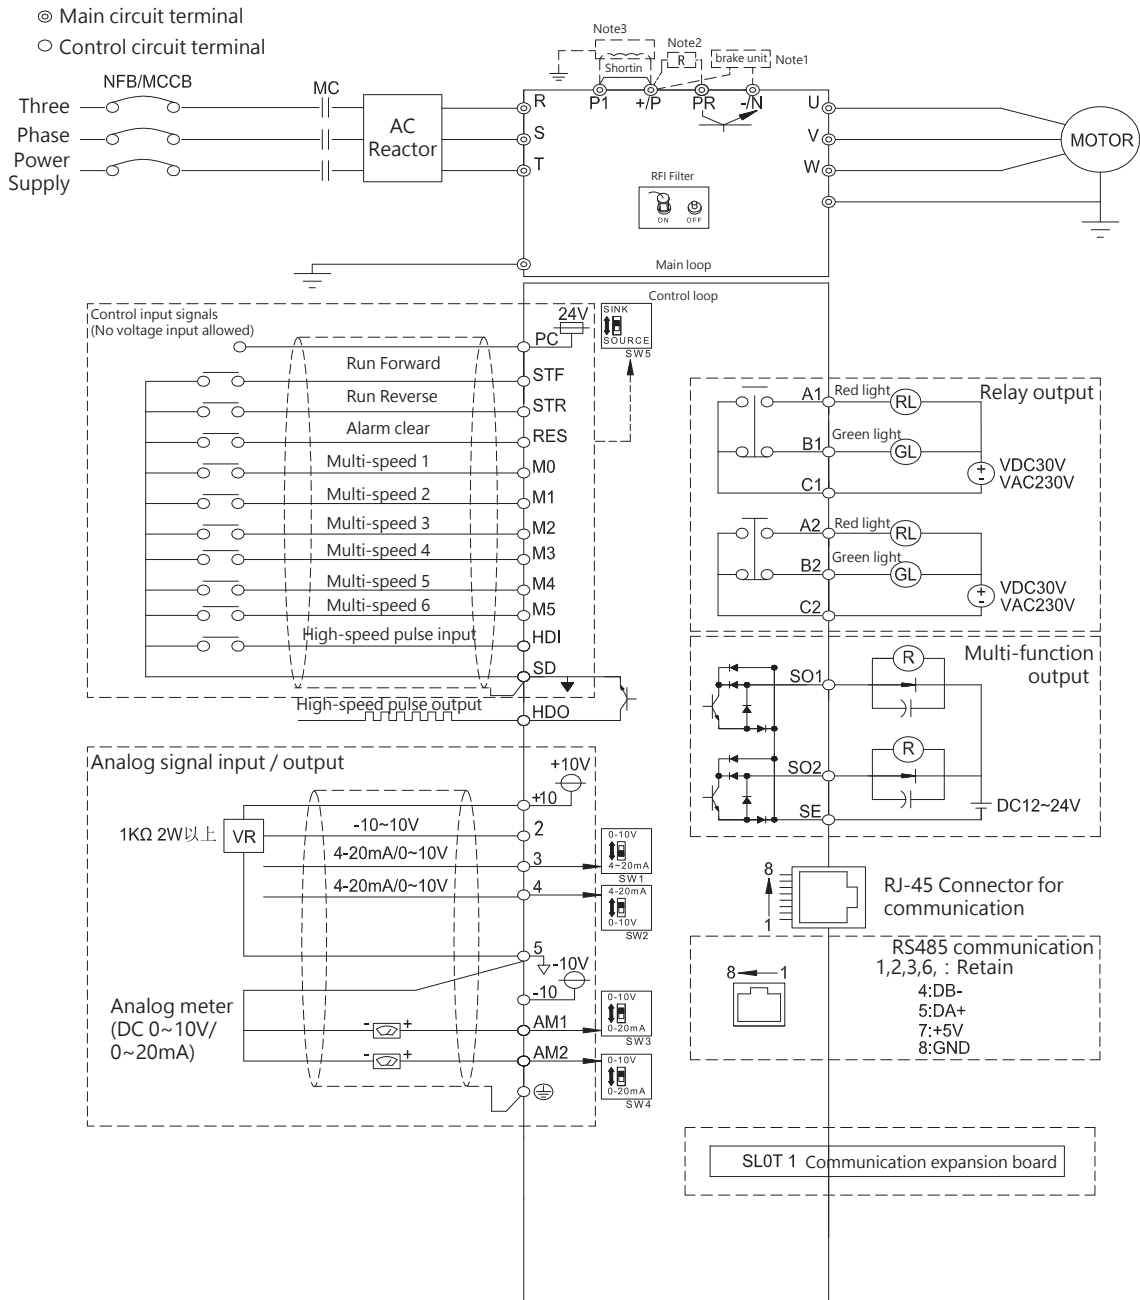 Main circuit terminal
Control circuit terminal
NFB/MCCB
MC
Three
Phase
Power
Supply
AC
Reactor
Note3
Note2
R
brake unit
Note1
Shortin
P1
+/P
PR
-/N
R
S
T
U
V
W
MOTOR
RFI Filter
ON
OFF
Main loop
Control loop
Control input signals
(No voltage input allowed)
24V
SINK
SOURCE
SW5
PC
Run Forward
STF
Run Reverse
STR
Alarm clear
RES
Multi-speed 1
M0
Multi-speed 2
M1
Multi-speed 3
M2
Multi-speed 4
M3
Multi-speed 5
M4
Multi-speed 6
M5
High-speed pulse input
HDI
SD
High-speed pulse output
HDO
Relay output
A1
Red light
RL
B1
Green light
GL
C1
+
-
VDC30V
VAC230V
A2
Red light
RL
B2
Green light
GL
C2
+
-
VDC30V
VAC230V
Multi-function
output
SO1
R
SO2
R
SE
DC12~24V
Analog signal input / output
+10V
+10
1KΩ 2W以上
VR
-10~10V
2
4-20mA/0~10V
3
0-10V
4~20mA
SW1
4-20mA/0~10V
4
4-20mA
0-10V
SW2
5
-10V
-10
Analog meter
(DC 0~10V/
0~20mA)
- +
AM1
0-10V
0-20mA
SW3
- +
AM2
0-10V
0-20mA
SW4
8
1
RJ-45 Connector for
communication
RS485 communication
8 1
1,2,3,6, : Retain
4:DB-
5:DA+
7:+5V
8:GND
SL0T 1 Communication expansion board